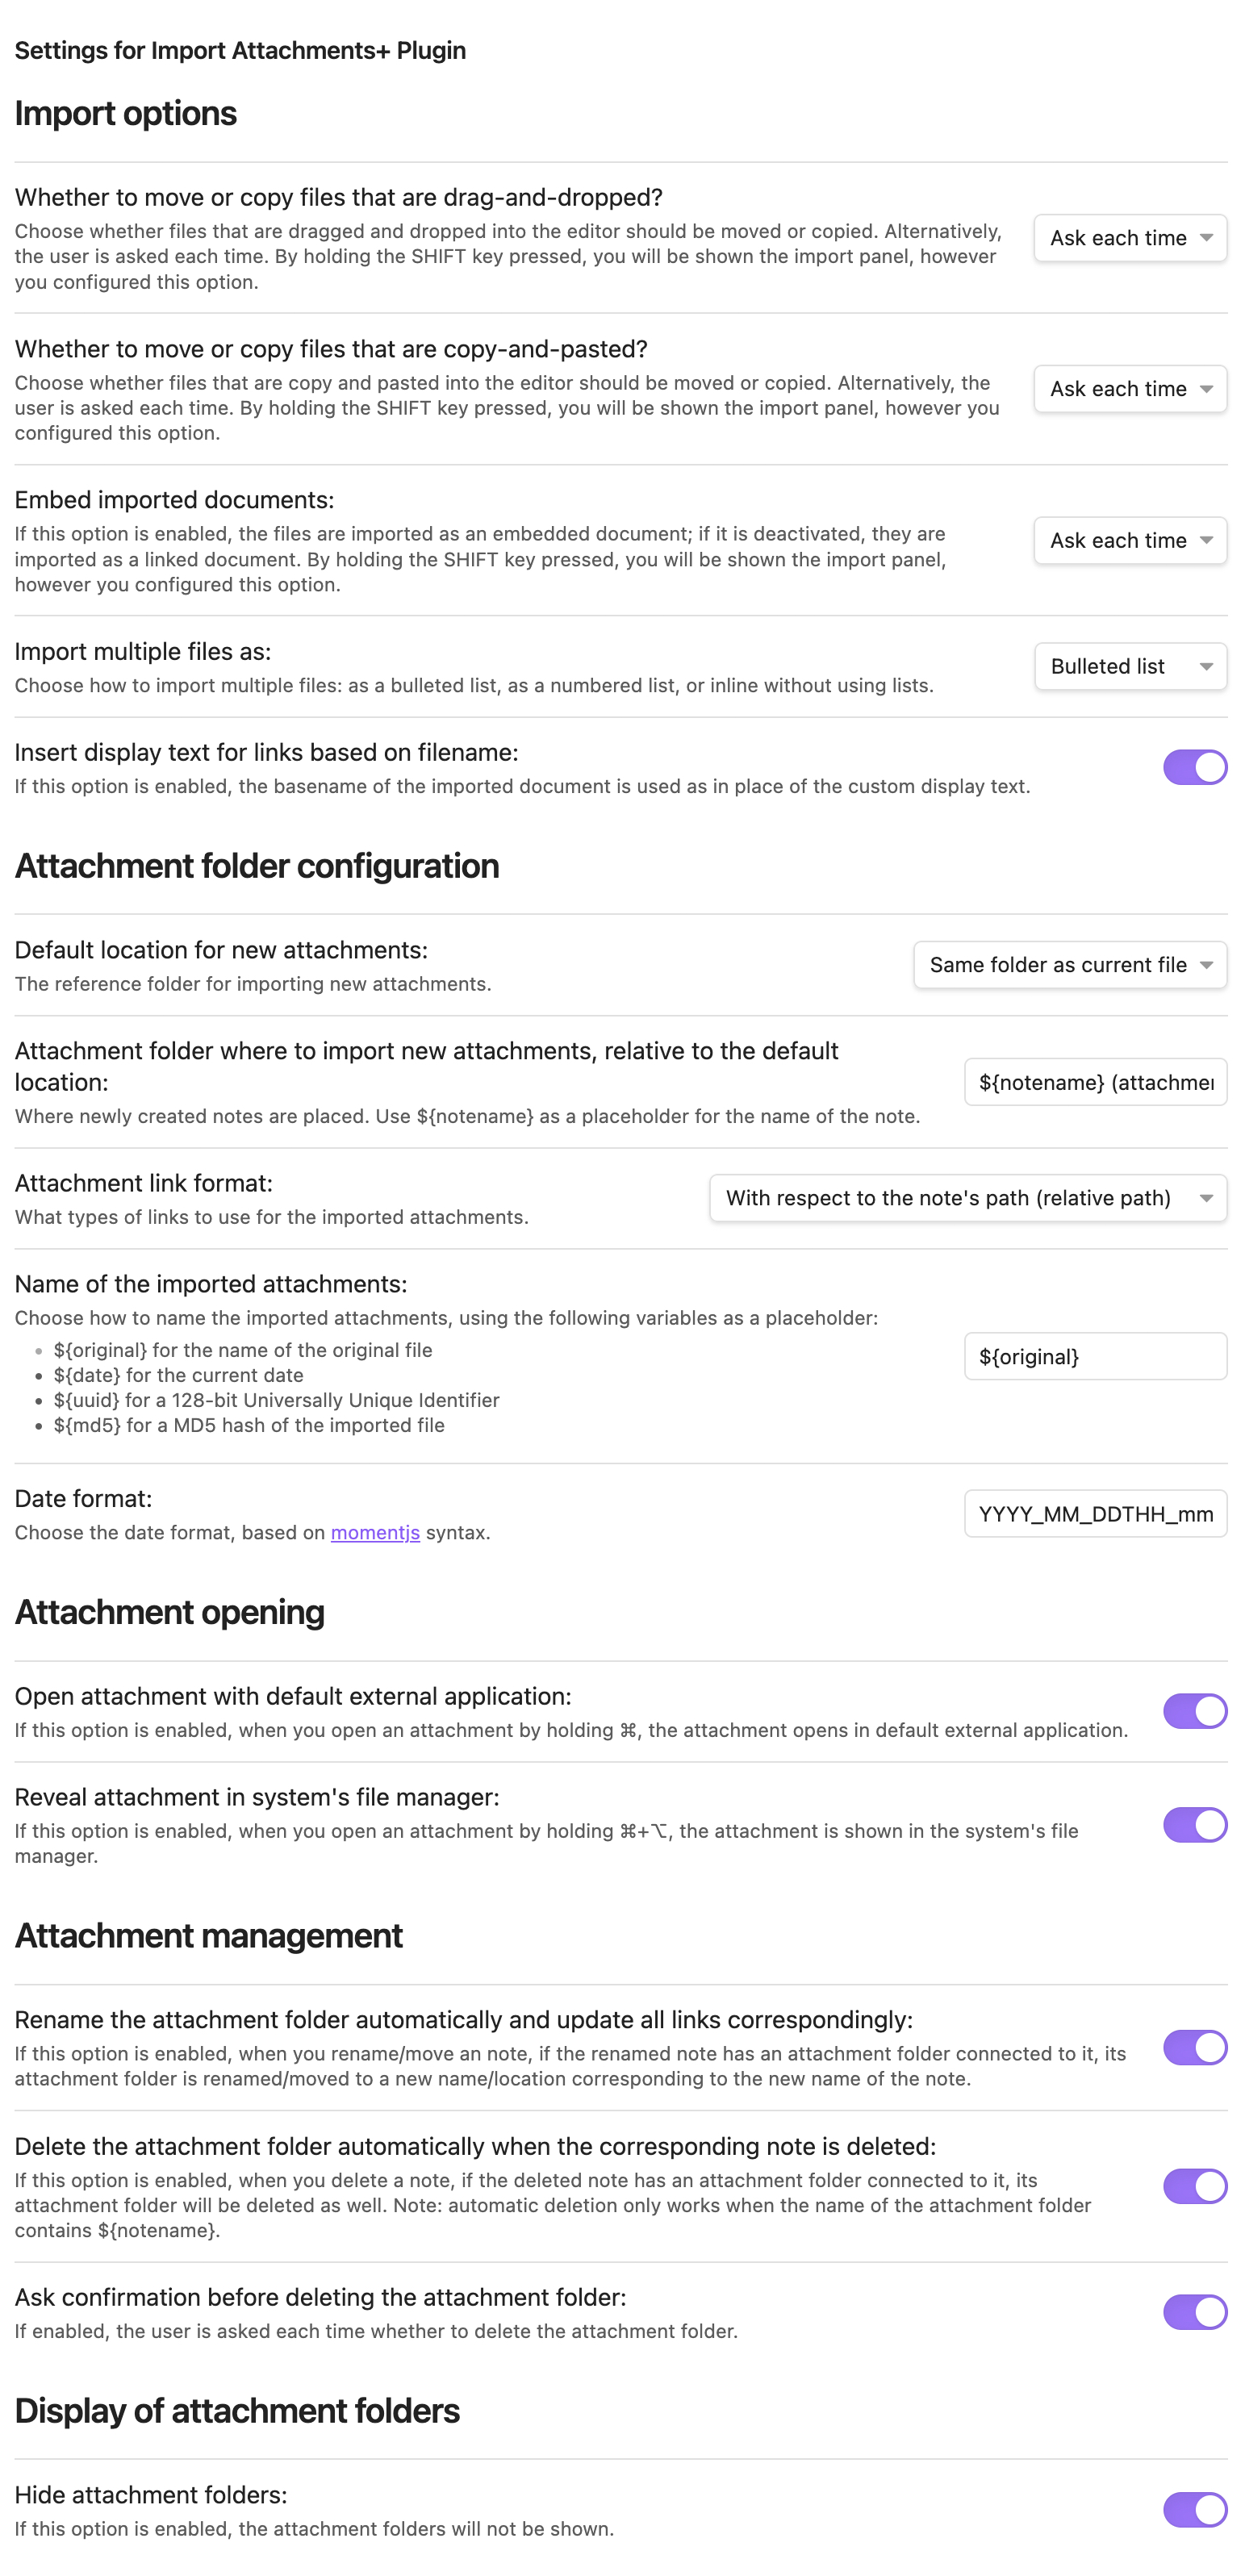 Settings for Import Attachments+ Plugin
Import options
Whether to move or copy files that are drag-and-dropped?
Choose whether files that are dragged and dropped into the editor should be moved or copied. Alternatively,
the user is asked each time. By holding the SHIFT key pressed, you will be shown the import panel, however
you configured this option.
Ask each time
Whether to move or copy files that are copy-and-pasted?
Choose whether files that are copy and pasted into the editor should be moved or copied. Alternatively, the
user is asked each time. By holding the SHIFT key pressed, you will be shown the import panel, however you
configured this option.
Ask each time
Embed imported documents:
If this option is enabled, the files are imported as an embedded document; if it is deactivated, they are
imported as a linked document. By holding the SHIFT key pressed, you will be shown the import panel,
however you configured this option.
Ask each time
Import multiple files as:
Choose how to import multiple files: as a bulleted list, as a numbered list, or inline without using lists.
Bulleted list
Insert display text for links based on filename:
If this option is enabled, the basename of the imported document is used as in place of the custom display text.
Attachment folder configuration
Default location for new attachments:
The reference folder for importing new attachments.
Same folder as current file
Attachment folder where to import new attachments, relative to the default
location:
Where newly created notes are placed. Use ${notename} as a placeholder for the name of the note.
${notename} (attachmer
Attachment link format:
What types of links to use for the imported attachments.
With respect to the note's path (relative path)
Name of the imported attachments:
Choose how to name the imported attachments, using the following variables as a placeholder:
• ${original} for the name of the original file
• ${date} for the current date
• ${uuid} for a 128-bit Universally Unique Identifier
• ${md5} for a MD5 hash of the imported file
${original}
Date format:
Choose the date format, based on momentjs syntax.
YYYY_MM_DDTHH_mm
Attachment opening
Open attachment with default external application:
If this option is enabled, when you open an attachment by holding ⌘, the attachment opens in default external application.
Reveal attachment in system's file manager:
If this option is enabled, when you open an attachment by holding ⌘+⌥, the attachment is shown in the system's file
manager.
Attachment management
Rename the attachment folder automatically and update all links correspondingly:
If this option is enabled, when you rename/move an note, if the renamed note has an attachment folder connected to it, its
attachment folder is renamed/moved to a new name/location corresponding to the new name of the note.
Delete the attachment folder automatically when the corresponding note is deleted:
If this option is enabled, when you delete a note, if the deleted note has an attachment folder connected to it, its
attachment folder will be deleted as well. Note: automatic deletion only works when the name of the attachment folder
contains ${notename}.
Ask confirmation before deleting the attachment folder:
If enabled, the user is asked each time whether to delete the attachment folder.
Display of attachment folders
Hide attachment folders:
If this option is enabled, the attachment folders will not be shown.